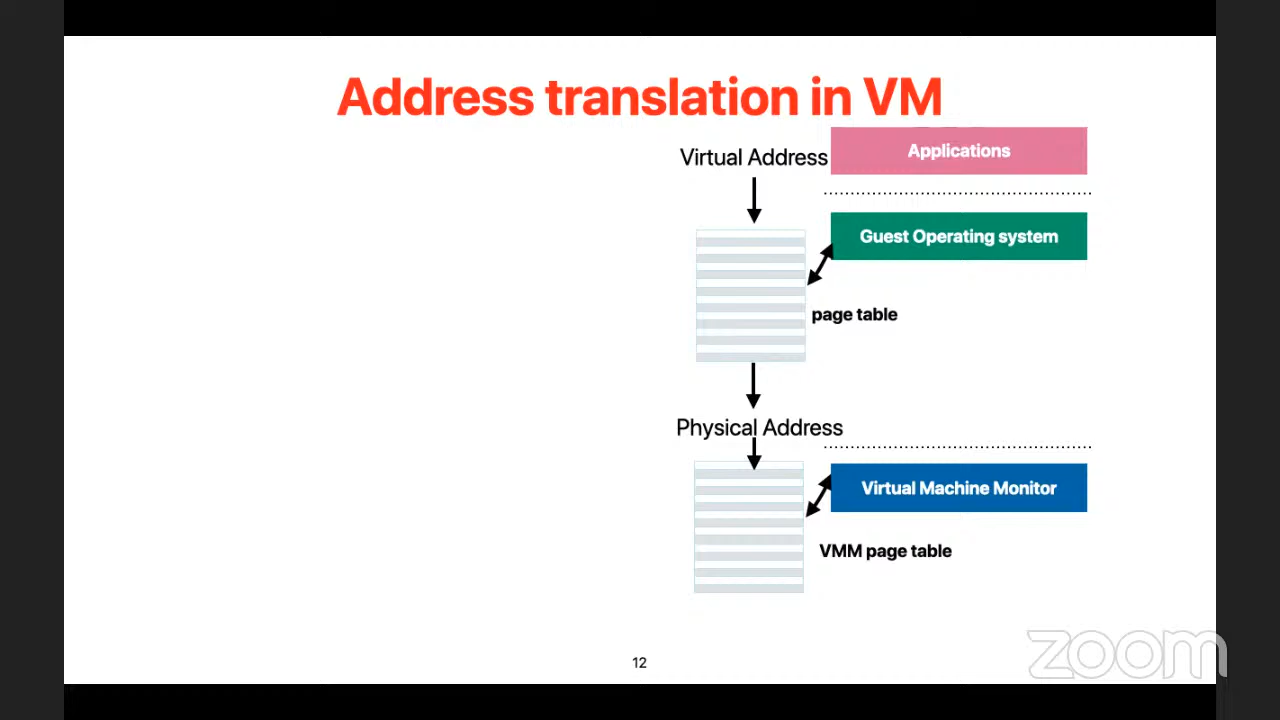 Address translation in VM
Virtual Address
Applications
Guest Operating system
page table
Physical Address
Virtual Machine Monitor
VMM page table
12
zoom